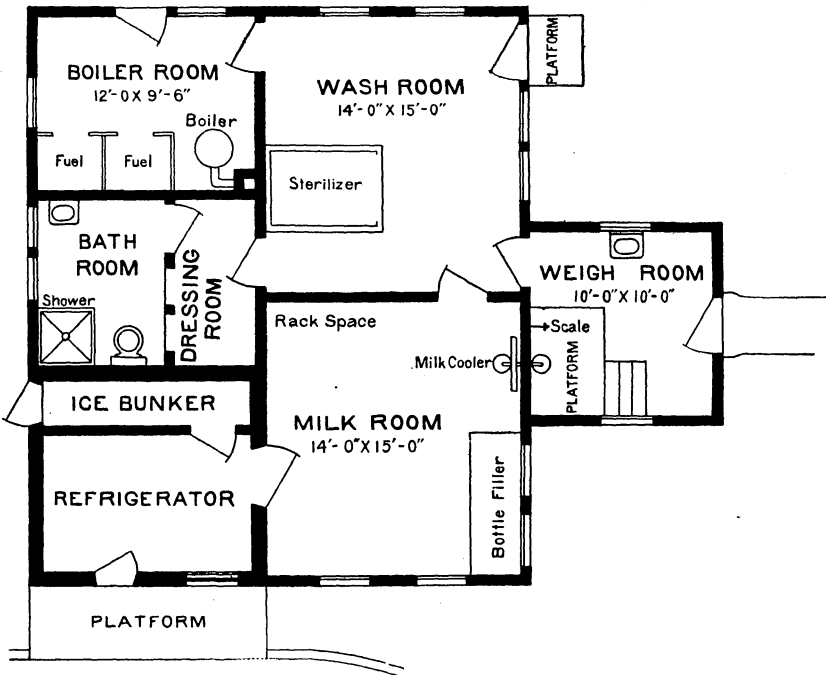 BOILER ROOM
12'-0 X 9'-6"
Boiler
Fuel
Fuel
WASH ROOM
14'-0" X 15'-0"
PLATFORM
Sterilizer
BATH
ROOM
Shower
DRESSING
ROOM
WEIGH ROOM
10'-0" X 10'-0"
Scale
PLATFORM
Rack Space
Milk Cooler
MILK ROOM
14'-0" X 15'-0"
Bottle Filler
ICE BUNKER
REFRIGERATOR
PLATFORM